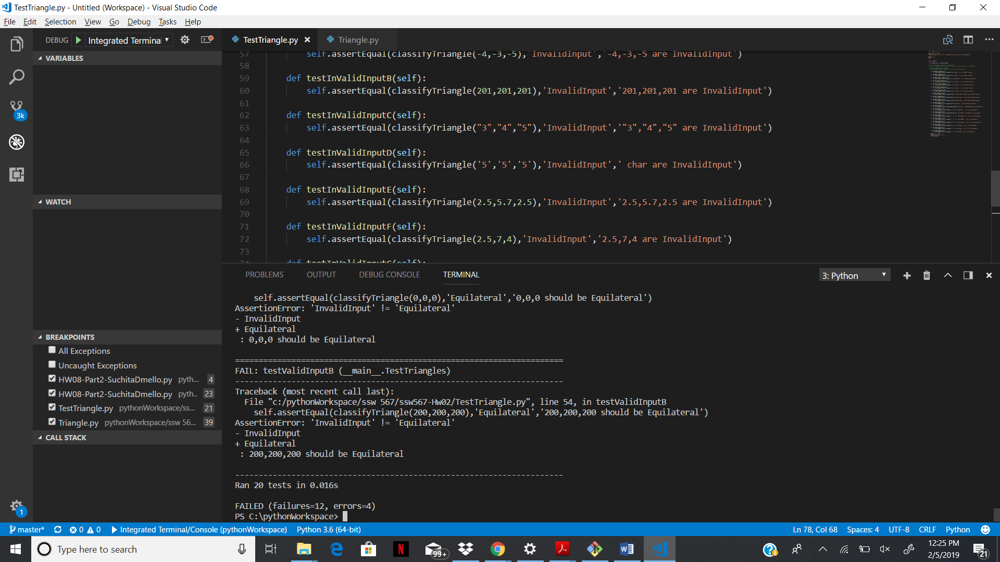 TestTriangle.py - Untitled (Workspace) - Visual Studio Code
File Edit Selection View Go Debug Tasks Help
DEBUG Integrated Termina
TestTriangle.py
Triangle.py
VARIABLES
WATCH
BREAKPOINTS
All Exceptions
Uncaught Exceptions
HW08-Part2-SuchitaDmello.py pyth... 4
HW08-Part2-SuchitaDmello.py pyth.. 23
TestTriangle.py pythonWorkspace/ss... 21
Triangle.py pythonWorkspace/ssw 56... 39
CALL STACK
3k
1
57 self.assertEqual(classifyTriangle(-4,-3,-5),'InvalidInput','-4,-3,-5 are InvalidInput')
58
59 def testInValidInputB(self):
60 self.assertEqual(classifyTriangle(201,201,201),'InvalidInput','201,201,201 are InvalidInput')
61
62 def testInValidInputC(self):
63 self.assertEqual(classifyTriangle("3","4","5"),'InvalidInput','"3","4","5" are InvalidInput')
64
65 def testInValidInputD(self):
66 self.assertEqual(classifyTriangle('5','5','5'),'InvalidInput',' char are InvalidInput')
67
68 def testInValidInputE(self):
69 self.assertEqual(classifyTriangle(2.5,5.7,2.5),'InvalidInput','2.5,5.7,2.5 are InvalidInput')
70
71 def testInValidInputF(self):
72 self.assertEqual(classifyTriangle(2.5,7,4),'InvalidInput','2.5,7,4 are InvalidInput')
73
74 def testInValidInputG(self):
PROBLEMS OUTPUT DEBUG CONSOLE TERMINAL
3: Python
self.assertEqual(classifyTriangle(0,0,0),'Equilateral','0,0,0 should be Equilateral')
AssertionError: 'InvalidInput' != 'Equilateral'
- InvalidInput
+ Equilateral
: 0,0,0 should be Equilateral
======================================================================
FAIL: testValidInputB (__main__.TestTriangles)
----------------------------------------------------------------------
Traceback (most recent call last):
File "c:/pythonWorkspace/ssw 567/ssw567-Hw02/TestTriangle.py", line 54, in testValidInputB
self.assertEqual(classifyTriangle(200,200,200),'Equilateral','200,200,200 should be Equilateral')
AssertionError: 'InvalidInput' != 'Equilateral'
- InvalidInput
+ Equilateral
: 200,200,200 should be Equilateral
----------------------------------------------------------------------
Ran 20 tests in 0.016s
FAILED (failures=12, errors=4)
PS C:\pythonWorkspace>
master* 0 0 Integrated Terminal/Console (pythonWorkspace) Python 3.6 (64-bit) Ln 78, Col 68 Spaces: 4 UTF-8 CRLF Python
Type here to search
99+
12:25 PM
2/5/2019
21